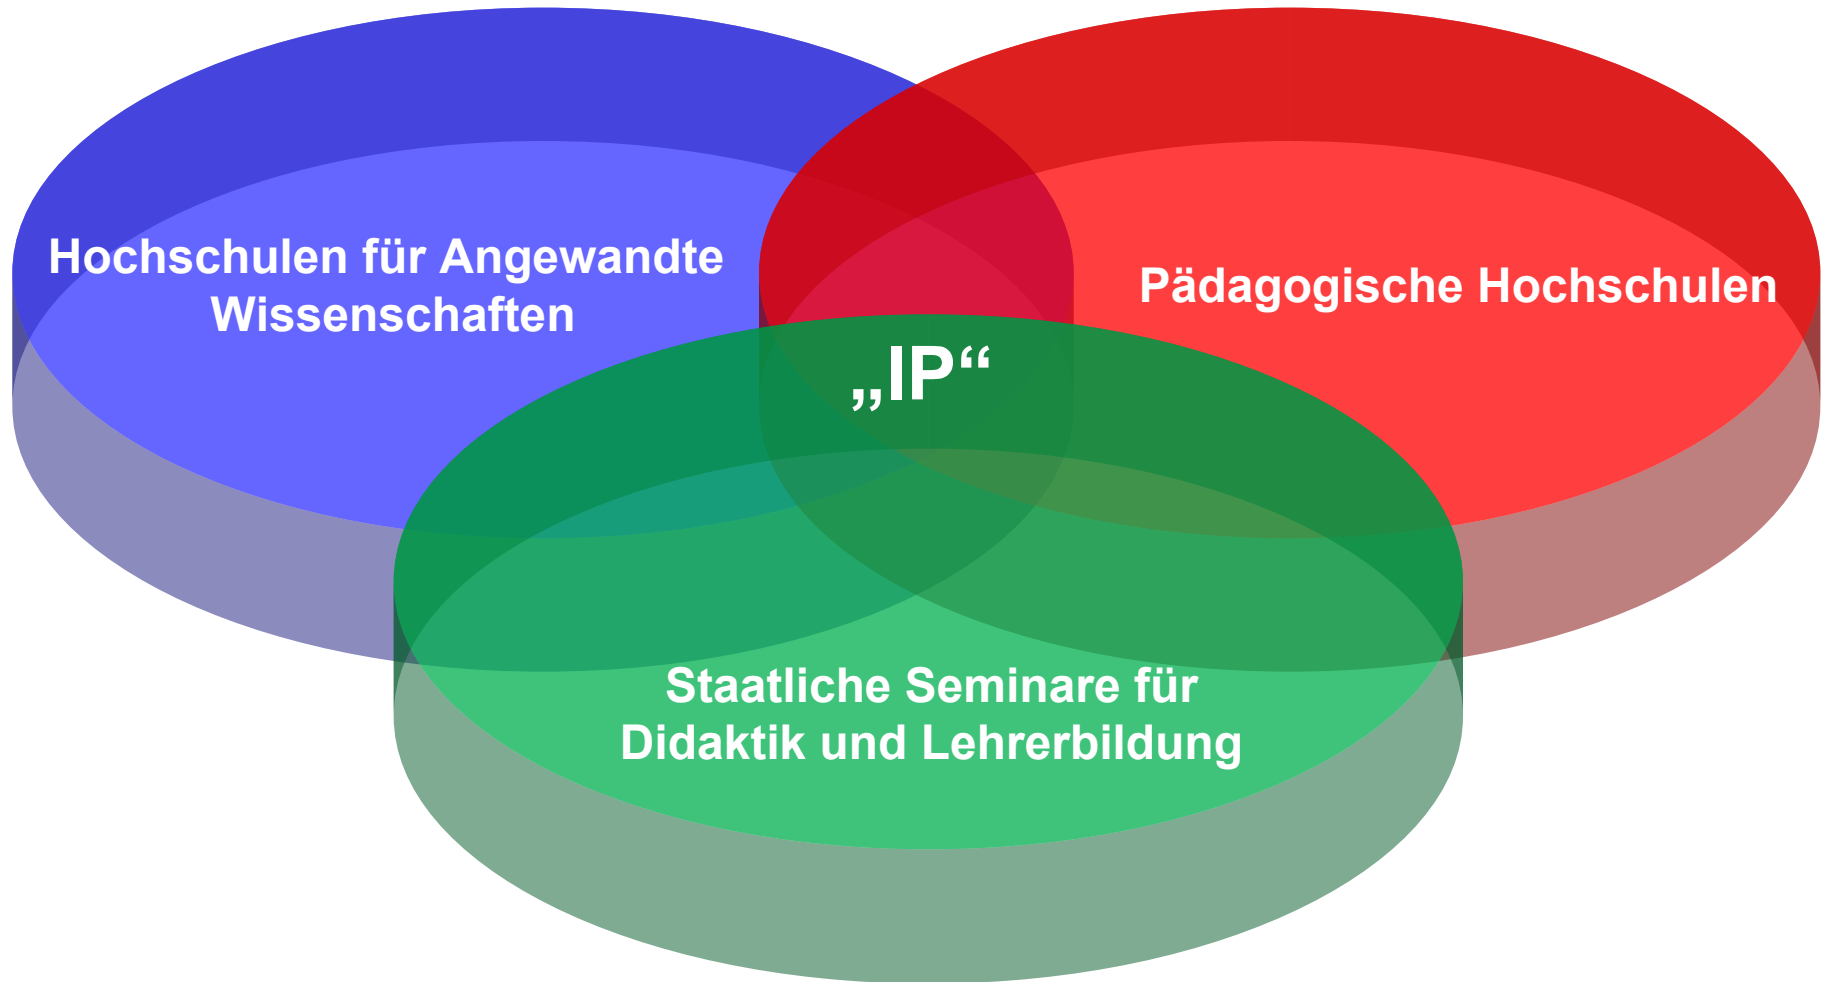 Hochschulen für Angewandte
Wissenschaften
Pädagogische Hochschulen
„IP“
Staatliche Seminare für
Didaktik und Lehrerbildung